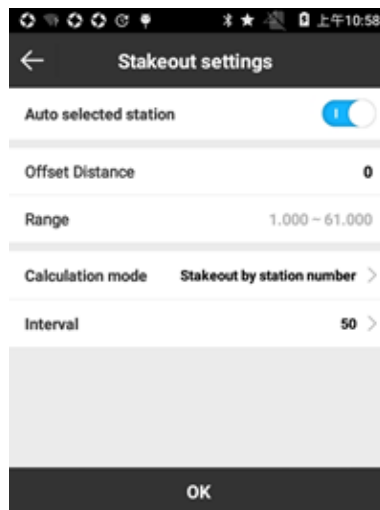 上午10:58
Stakeout settings
Auto selected station
Offset Distance 0
Range 1.000 ~ 61.000
Calculation mode Stakeout by station number
Interval 50
OK